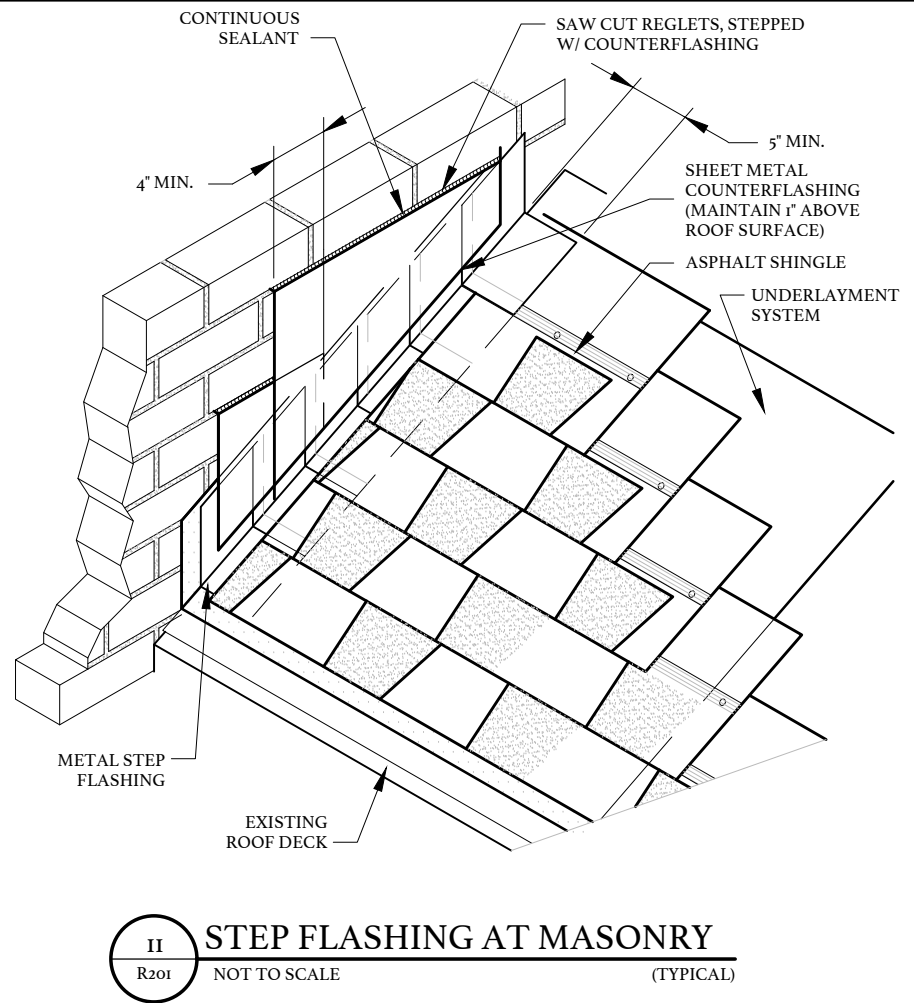 CONTINUOUS
SEALANT
SAW CUT REGLETS, STEPPED
W/ COUNTERFLASHING
4" MIN.
5" MIN.
SHEET METAL
COUNTERFLASHING
(MAINTAIN 1" ABOVE
ROOF SURFACE)
ASPHALT SHINGLE
UNDERLAYMENT
SYSTEM
METAL STEP
FLASHING
EXISTING
ROOF DECK
11
R201
STEP FLASHING AT MASONRY
NOT TO SCALE
(TYPICAL)